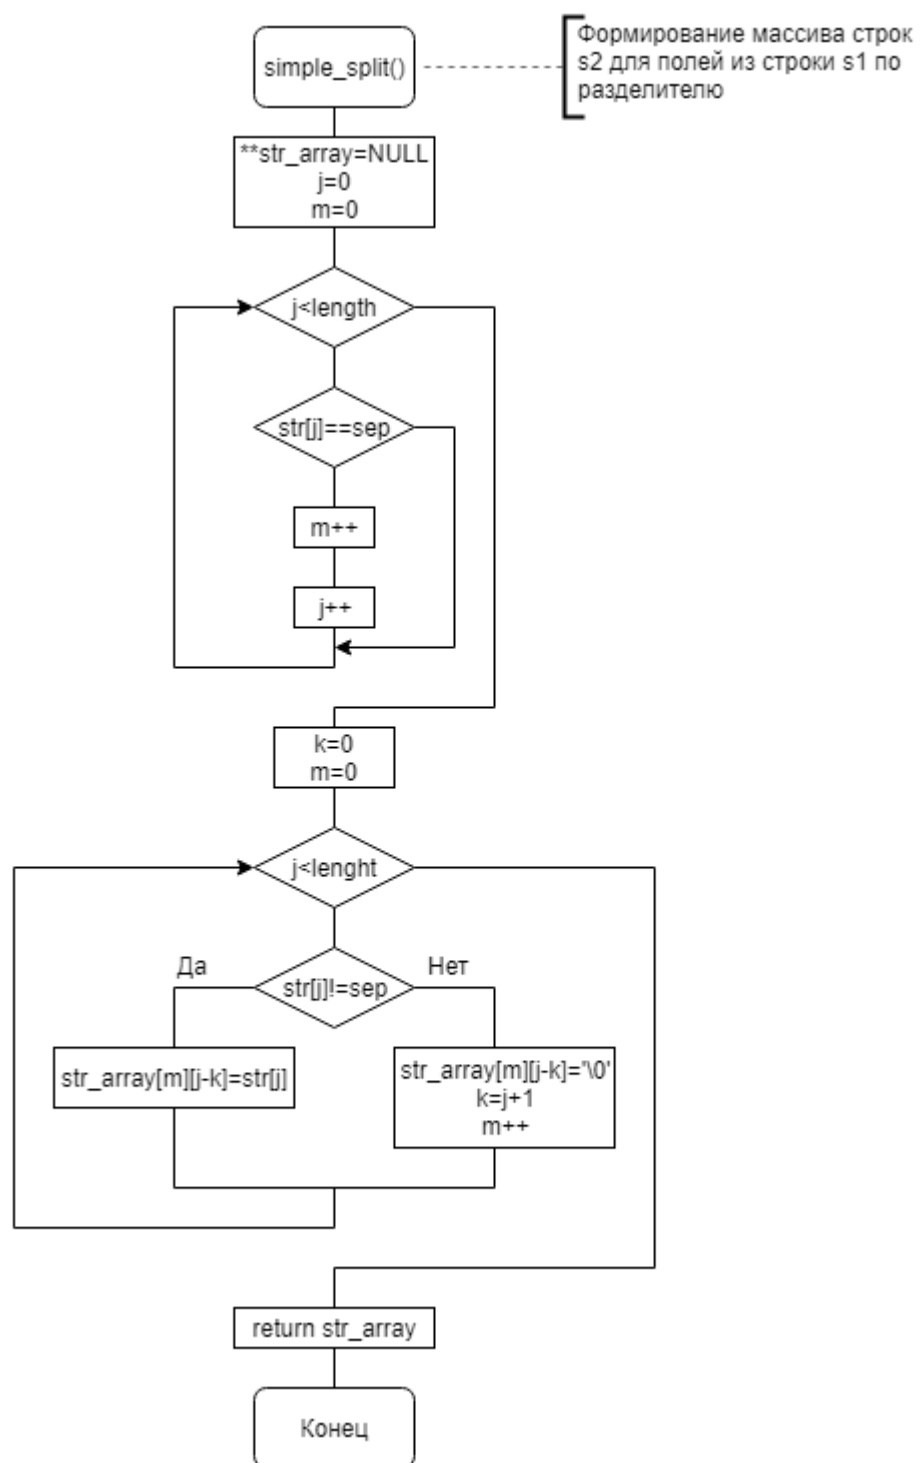 simple_split()
Формирование массива строк
s2 для полей из строки s1 по
разделителю
**str_array=NULL
j=0
m=0
j<length
str[j]==sep
m++
j++
k=0
m=0
j<lenght
Да
Нет
str[j]!=sep
str_array[m][j-k]=str[j]
str_array[m][j-k]='\0'
k=j+1
m++
return str_array
Конец